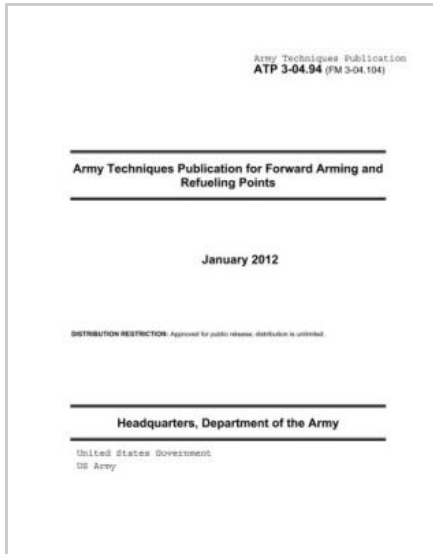 Army Techniques Publication
ATP 3-04.94 (FM 3-04.104)
Army Techniques Publication for Forward Arming and
Refueling Points
January 2012
DISTRIBUTION RESTRICTION: Approved for public release; distribution is unlimited.
Headquarters, Department of the Army
United States Government
US Army